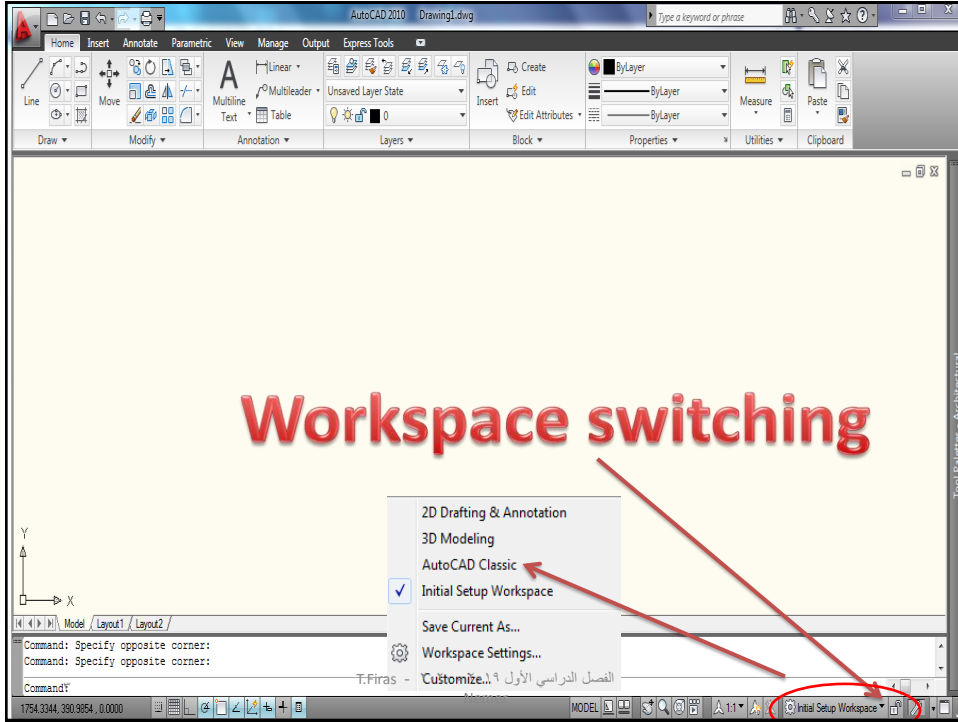 AutoCAD 2010 Drawing1.dwg
Type a keyword or phrase
Home Insert Annotate Parametric View Manage Output Express Tools
Line
Move
A
Multiline Text
Linear
Multileader
Table
Unsaved Layer State
0
Insert
Create
Edit
Edit Attributes
ByLayer
ByLayer
ByLayer
Measure
Paste
Draw Modify Annotation Layers Block Properties Utilities Clipboard
Workspace switching
2D Drafting & Annotation
3D Modeling
AutoCAD Classic
Initial Setup Workspace
Save Current As...
Workspace Settings...
Customize...
T.Firas - الفصل الدراسي الأول
Y
X
Model Layout1 Layout2
Command: Specify opposite corner:
Command: Specify opposite corner:
Command:
1754.3344, 390.9854 , 0.0000
MODEL
1:1
Initial Setup Workspace